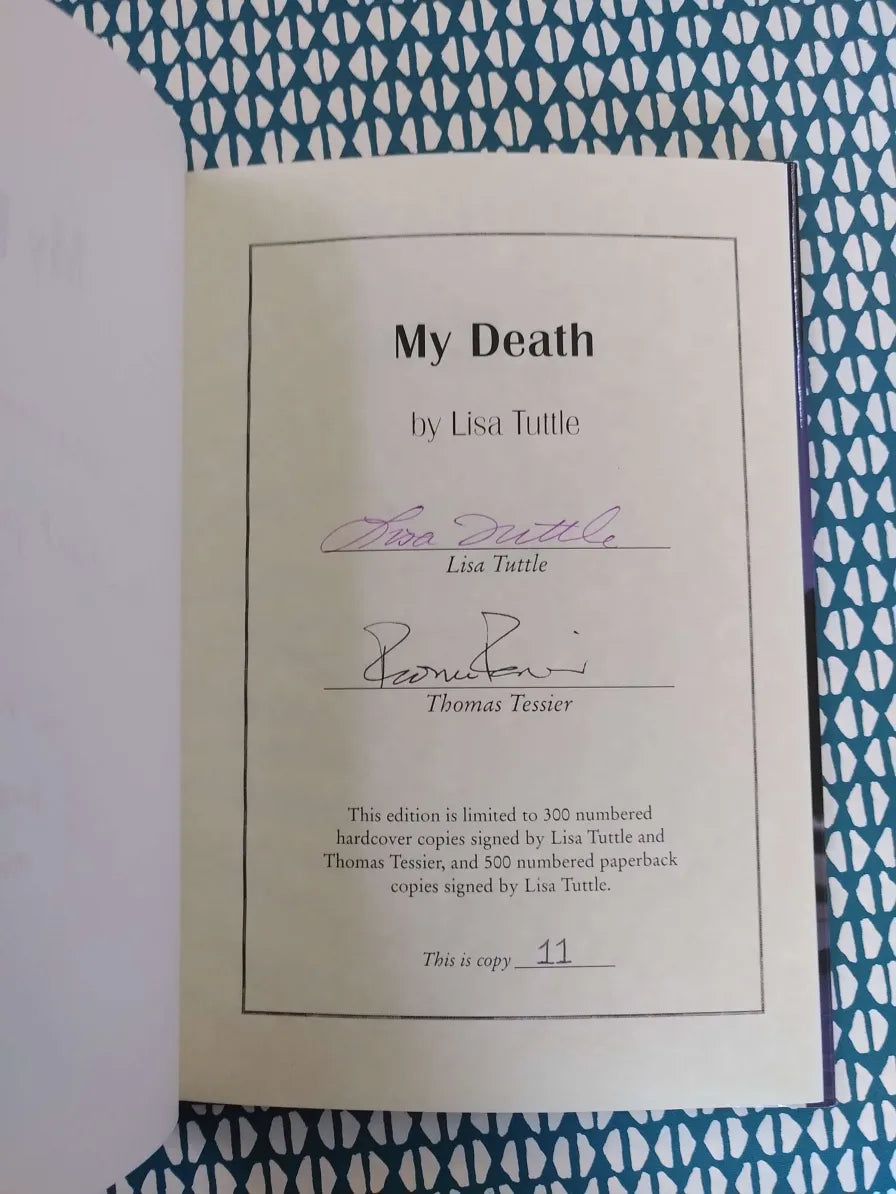 My Death
by Lisa Tuttle
Lisa Tuttle
Lisa Tuttle
Thomas Tessier
This edition is limited to 300 numbered
hardcover copies signed by Lisa Tuttle and
Thomas Tessier, and 500 numbered paperback
copies signed by Lisa Tuttle.
This is copy 11